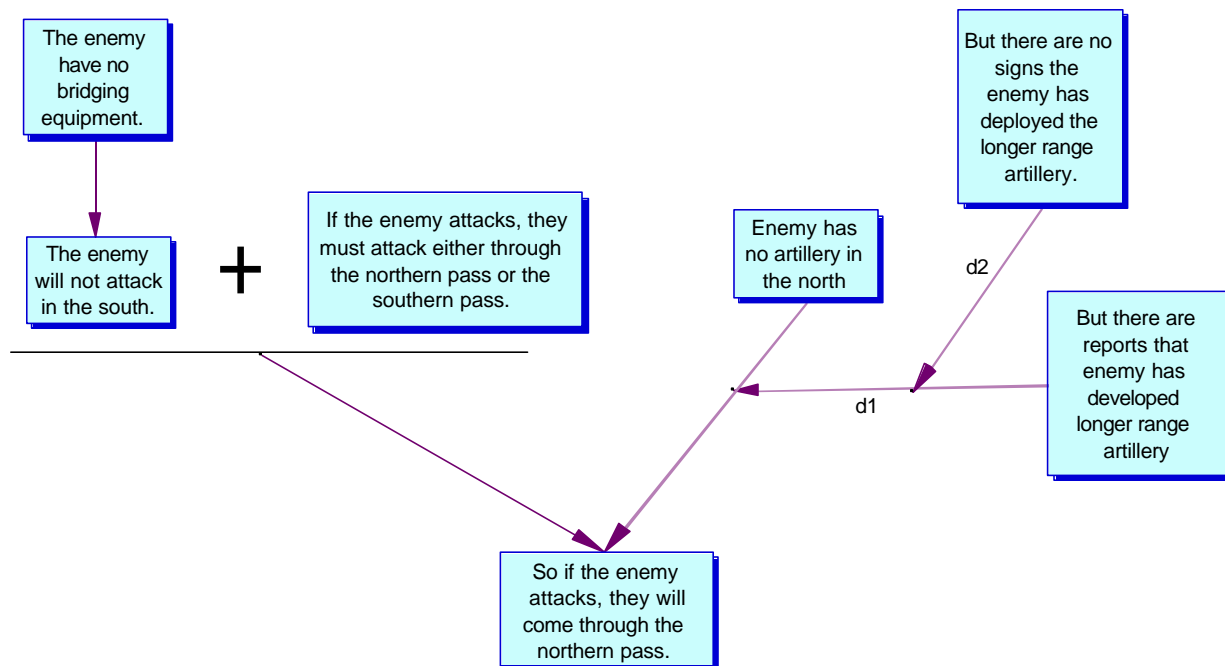 The enemy
have no
bridging
equipment.
The enemy
will not attack
in the south.
+
If the enemy attacks, they
must attack either through
the northern pass or the
southern pass.
Enemy has
no artillery in
the north
But there are no
signs the
enemy has
deployed the
longer range
artillery.
d2
But there are
reports that
enemy has
developed
longer range
artillery
d1
So if the enemy
attacks, they will
come through the
northern pass.